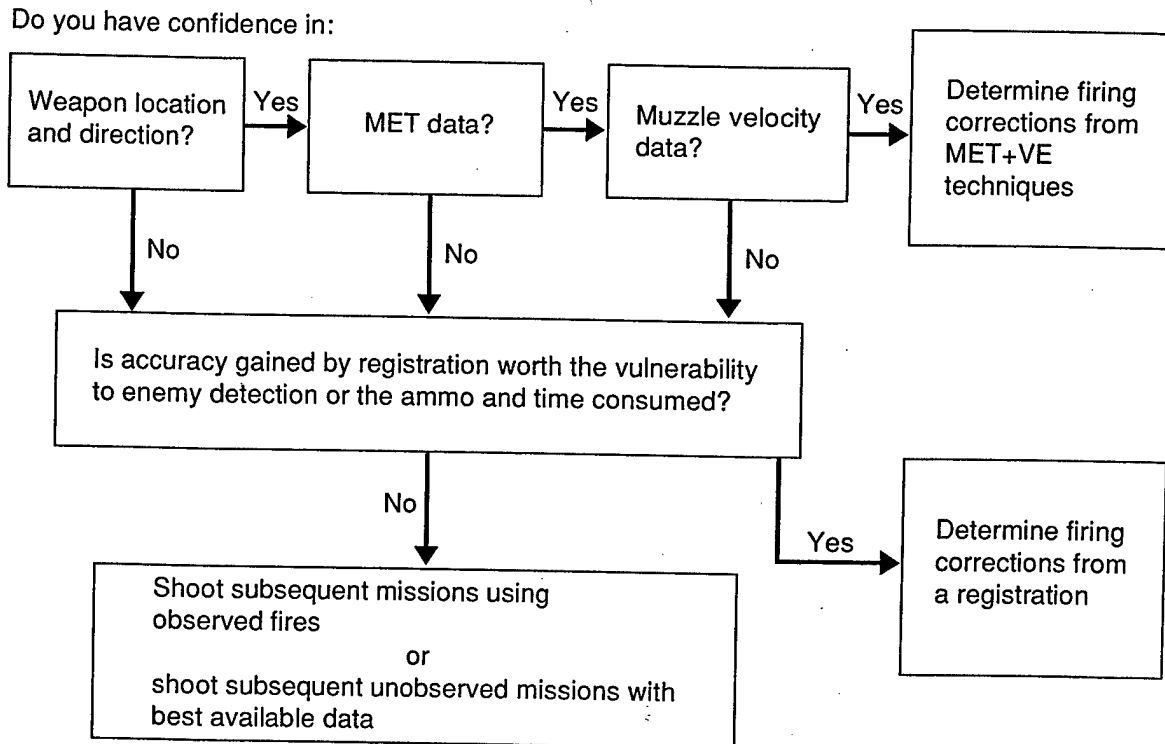 Do you have confidence in:
Weapon location
and direction?
Yes
MET data?
Yes
Muzzle velocity
data?
Yes
Determine firing
corrections from
MET+VE
techniques
No
No
No
Is accuracy gained by registration worth the vulnerability
to enemy detection or the ammo and time consumed?
No
Yes
Determine firing
corrections from
a registration
Shoot subsequent missions using
observed fires
or
shoot subsequent unobserved missions with
best available data